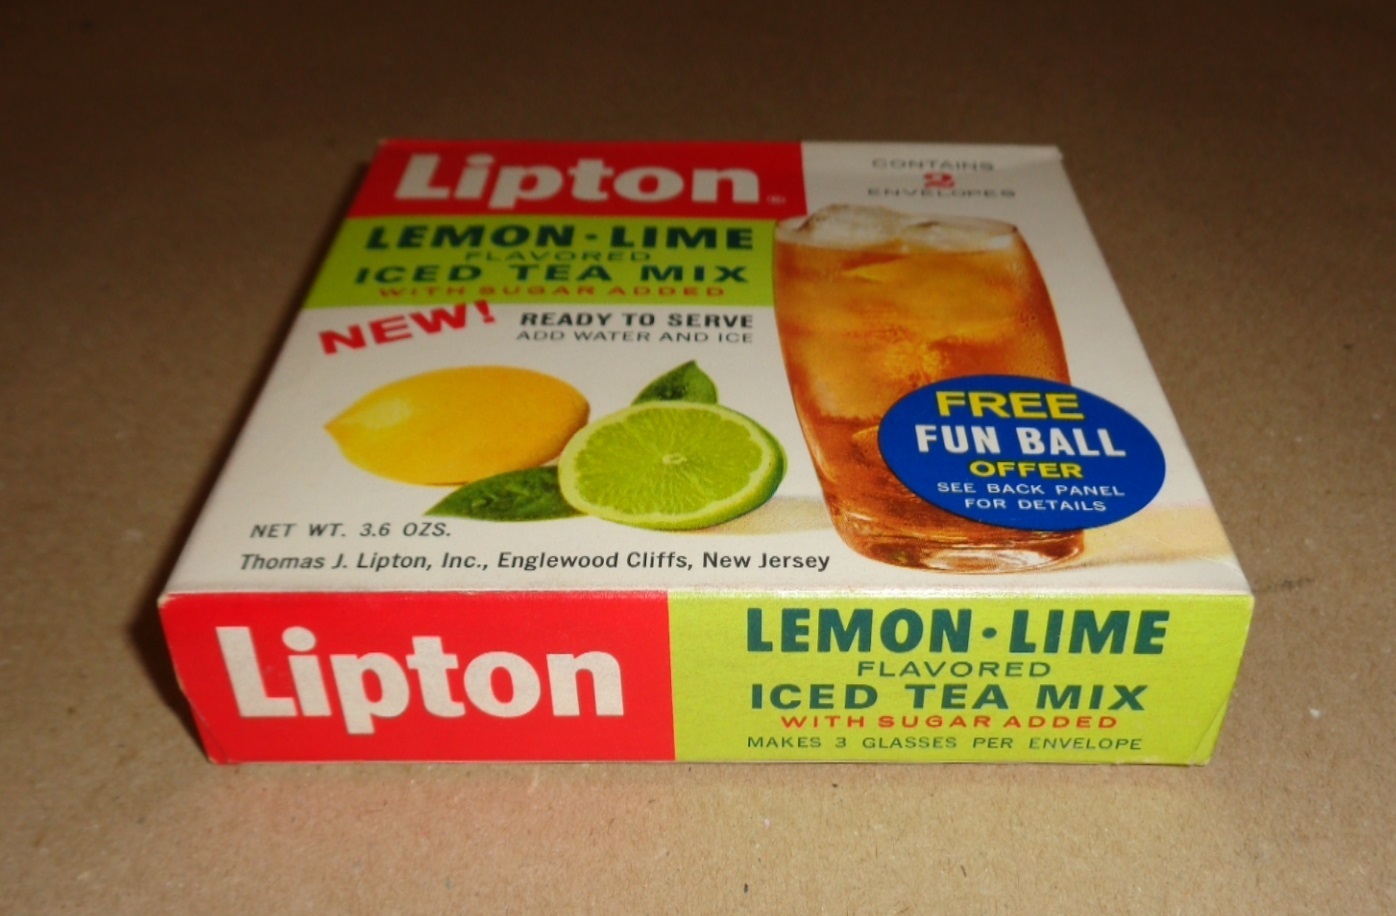 Lipton®
CONTAINS
2
ENVELOPES
LEMON·LIME
FLAVORED
ICED TEA MIX
WITH SUGAR ADDED
NEW!
READY TO SERVE
ADD WATER AND ICE
FREE
FUN BALL
OFFER
SEE BACK PANEL
FOR DETAILS
NET WT. 3.6 OZS.
Thomas J. Lipton, Inc., Englewood Cliffs, New Jersey
Lipton
LEMON·LIME
FLAVORED
ICED TEA MIX
WITH SUGAR ADDED
MAKES 3 GLASSES PER ENVELOPE